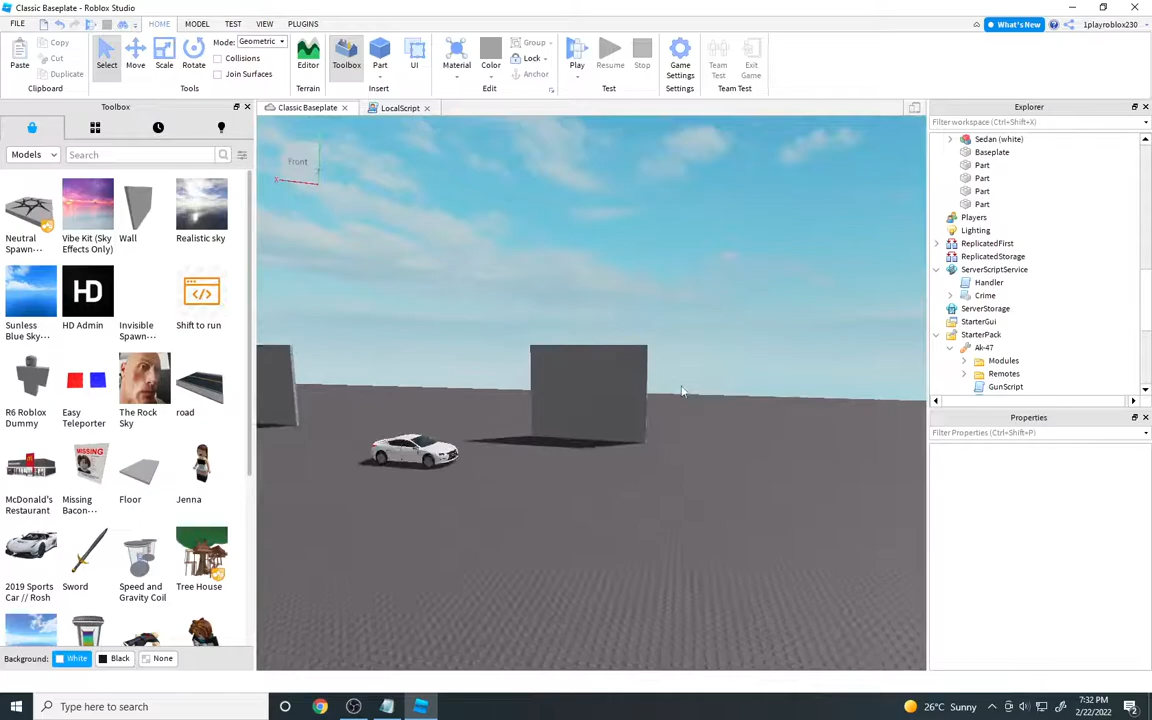 Classic Baseplate - Roblox Studio
FILE HOME MODEL TEST VIEW PLUGINS What's New 1playroblox230
Paste Copy Cut Duplicate Select Move Scale Rotate Mode: Geometric Collisions Join Surfaces Editor Toolbox Part UI Material Color Group Lock Anchor Play Resume Stop Game Settings Team Test Exit Game
Clipboard Tools Terrain Insert Edit Test Settings Team Test
Toolbox
Models Search
Neutral Spawn-...
Vibe Kit (Sky Effects Only)
Wall
Realistic sky
Sunless Blue Sky-...
HD
HD Admin
Invisible Spawn-...
Shift to run
R6 Roblox Dummy
Easy Teleporter
The Rock Sky
road
McDonald's Restaurant
MISSING
Missing Bacon-...
Floor
Jenna
2019 Sports Car // Rosh
Sword
Speed and Gravity Coil
Tree House
Background: White Black None
Classic Baseplate LocalScript
Front
X
Explorer
Filter workspace (Ctrl+Shift+X)
Sedan (white)
Baseplate
Part
Part
Part
Part
Players
Lighting
ReplicatedFirst
ReplicatedStorage
ServerScriptService
Handler
Crime
ServerStorage
StarterGui
StarterPack
Ak-47
Modules
Remotes
GunScript
Properties
Filter Properties (Ctrl+Shift+P)
Type here to search
26°C Sunny
7:32 PM
2/22/2022
2